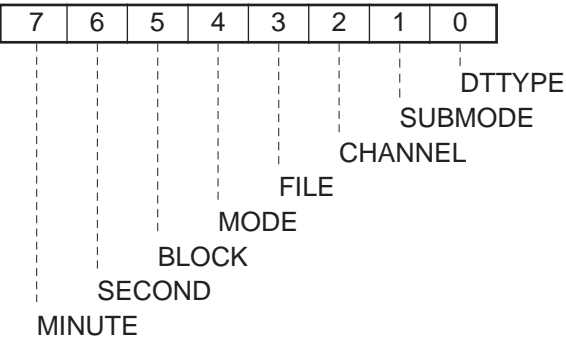 7 6 5 4 3 2 1 0
DTTYPE
SUBMODE
CHANNEL
FILE
MODE
BLOCK
SECOND
MINUTE